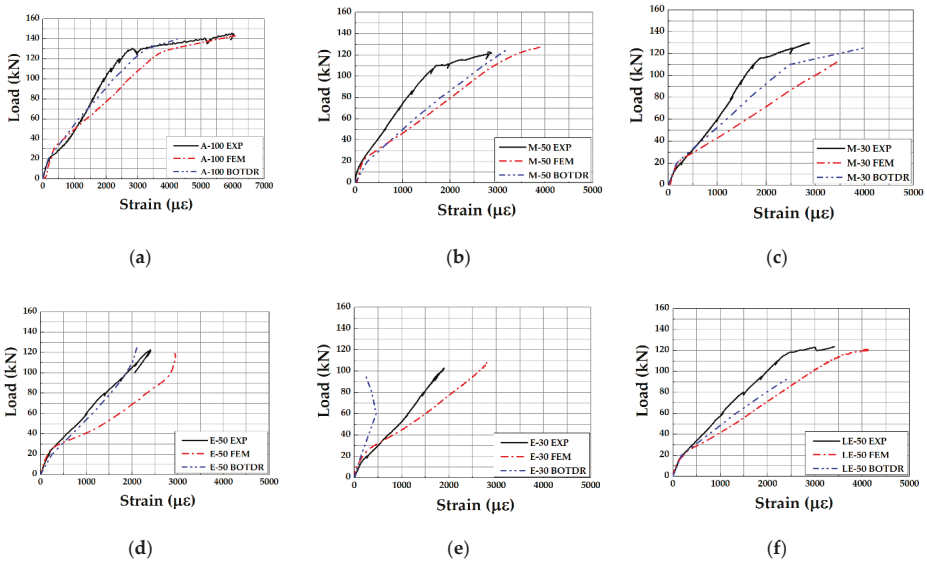 160
140
120
100
80
60
40
20
0
Load (kN)
A-100 EXP
A-100 FEM
A-100 BOTDR
0 1000 2000 3000 4000 5000 6000 7000
Strain (με)
(a)
160
140
120
100
80
60
40
20
0
Load (kN)
M-50 EXP
M-50 FEM
M-50 BOTDR
0 1000 2000 3000 4000 5000
Strain (με)
(b)
160
140
120
100
80
60
40
20
0
Load (kN)
M-30 EXP
M-30 FEM
M-30 BOTDR
0 1000 2000 3000 4000 5000
Strain (με)
(c)
160
140
120
100
80
60
40
20
0
Load (kN)
E-50 EXP
E-50 FEM
E-50 BOTDR
0 1000 2000 3000 4000 5000
Strain (με)
(d)
160
140
120
100
80
60
40
20
0
Load (kN)
E-30 EXP
E-30 FEM
E-30 BOTDR
0 1000 2000 3000 4000 5000
Strain (με)
(e)
160
140
120
100
80
60
40
20
0
Load (kN)
LE-50 EXP
LE-50 FEM
LE-50 BOTDR
0 1000 2000 3000 4000 5000
Strain (με)
(f)